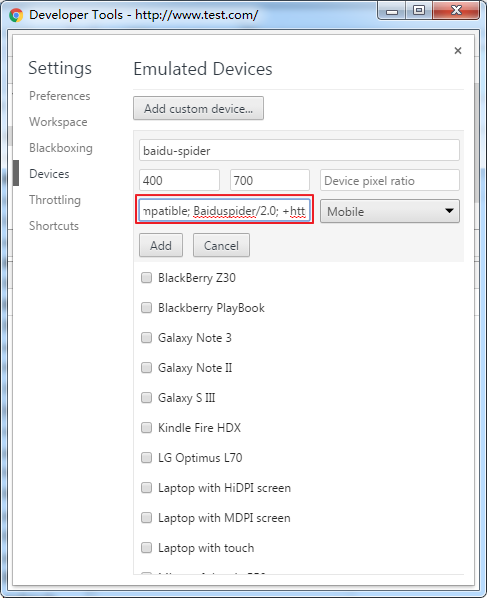 Developer Tools - http://www.test.com/
Settings
Preferences
Workspace
Blackboxing
Devices
Throttling
Shortcuts
Emulated Devices
Add custom device...
baidu-spider
400 700 Device pixel ratio
mpatible; Baiduspider/2.0; +htt Mobile
Add Cancel
BlackBerry Z30
Blackberry PlayBook
Galaxy Note 3
Galaxy Note II
Galaxy S III
Kindle Fire HDX
LG Optimus L70
Laptop with HiDPI screen
Laptop with MDPI screen
Laptop with touch